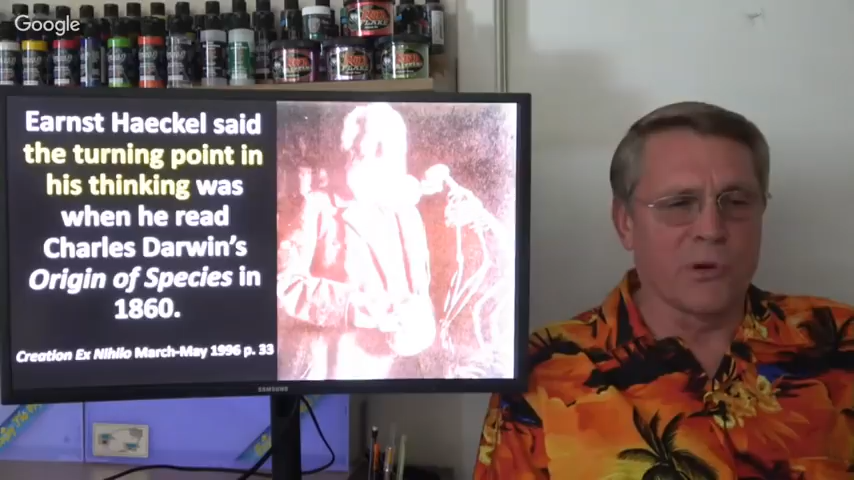 Google
Earnst Haeckel said
the turning point in
his thinking was
when he read
Charles Darwin's
Origin of Species in
1860.
Creation Ex Nihilo March-May 1996 p. 33
SAMSUNG